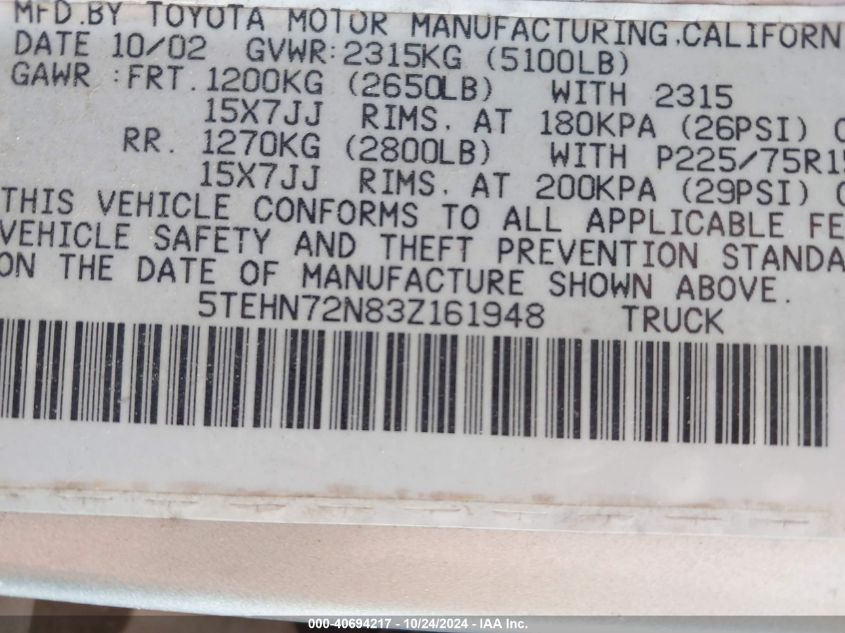 MFD.BY TOYOTA MOTOR MANUFACTURING,CALIFORN
DATE 10/02 GVWR:2315KG (5100LB)
GAWR :FRT.1200KG (2650LB) WITH 2315
15X7JJ RIMS, AT 180KPA (26PSI) C
RR. 1270KG (2800LB) WITH P225/75R15
15X7JJ RIMS, AT 200KPA (29PSI) C
THIS VEHICLE CONFORMS TO ALL APPLICABLE FE
VEHICLE SAFETY AND THEFT PREVENTION STANDA
ON THE DATE OF MANUFACTURE SHOWN ABOVE.
5TEHN72N83Z161948 TRUCK
000-40694217 - 10/24/2024 - IAA Inc.